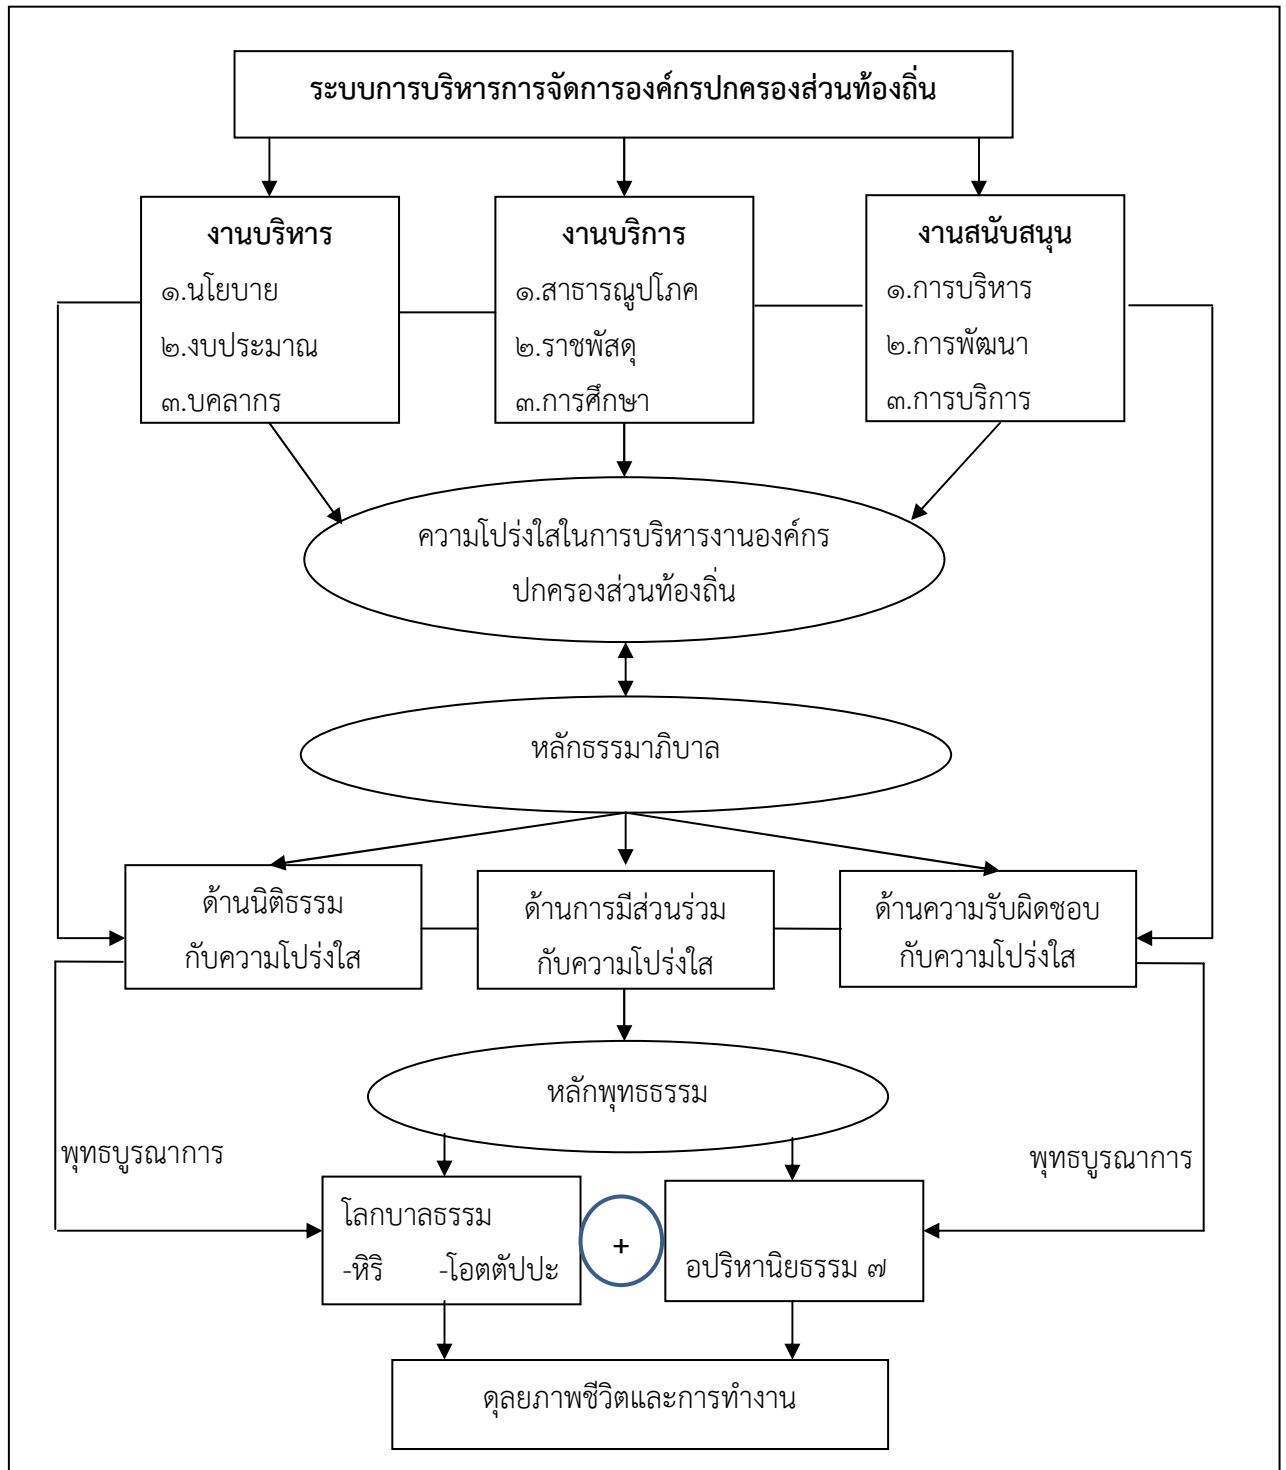 ระบบการบริหารการจัดการองค์กรปกครองส่วนท้องถิ่น
งานบริหาร
๑.นโยบาย
๒.งบประมาณ
๓.บคลากร
งานบริการ
๑.สาธารณูปโภค
๒.ราชพัสดุ
๓.การศึกษา
งานสนับสนุน
๑.การบริหาร
๒.การพัฒนา
๓.การบริการ
ความโปร่งใสในการบริหารงานองค์กร
ปกครองส่วนท้องถิ่น
หลักธรรมาภิบาล
ด้านนิติธรรม
กับความโปร่งใส
ด้านการมีส่วนร่วม
กับความโปร่งใส
ด้านความรับผิดชอบ
กับความโปร่งใส
หลักพุทธธรรม
พุทธบูรณาการ
พุทธบูรณาการ
โลกบาลธรรม
-หิริ -โอตตัปปะ
+
อปริหานิยธรรม ๗
ดุลยภาพชีวิตและการทำงาน